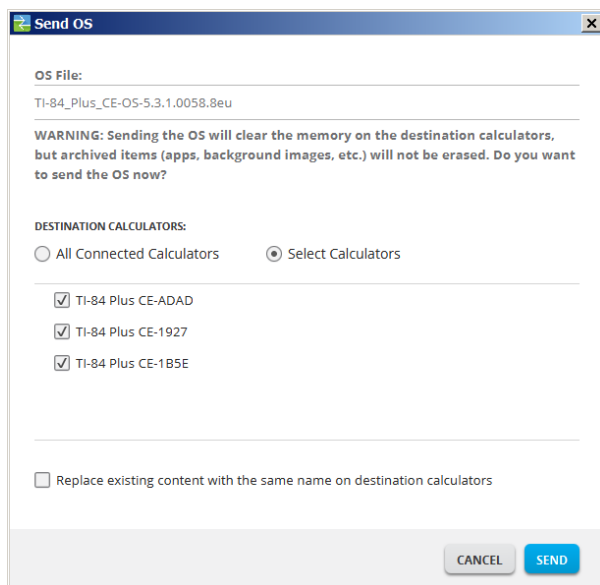 Send OS
OS File:
TI-84_Plus_CE-OS-5.3.1.0058.8eu
WARNING: Sending the OS will clear the memory on the destination calculators,
but archived items (apps, background images, etc.) will not be erased. Do you want
to send the OS now?
DESTINATION CALCULATORS:
All Connected Calculators
Select Calculators
TI-84 Plus CE-ADAD
TI-84 Plus CE-1927
TI-84 Plus CE-1B5E
Replace existing content with the same name on destination calculators
CANCEL
SEND